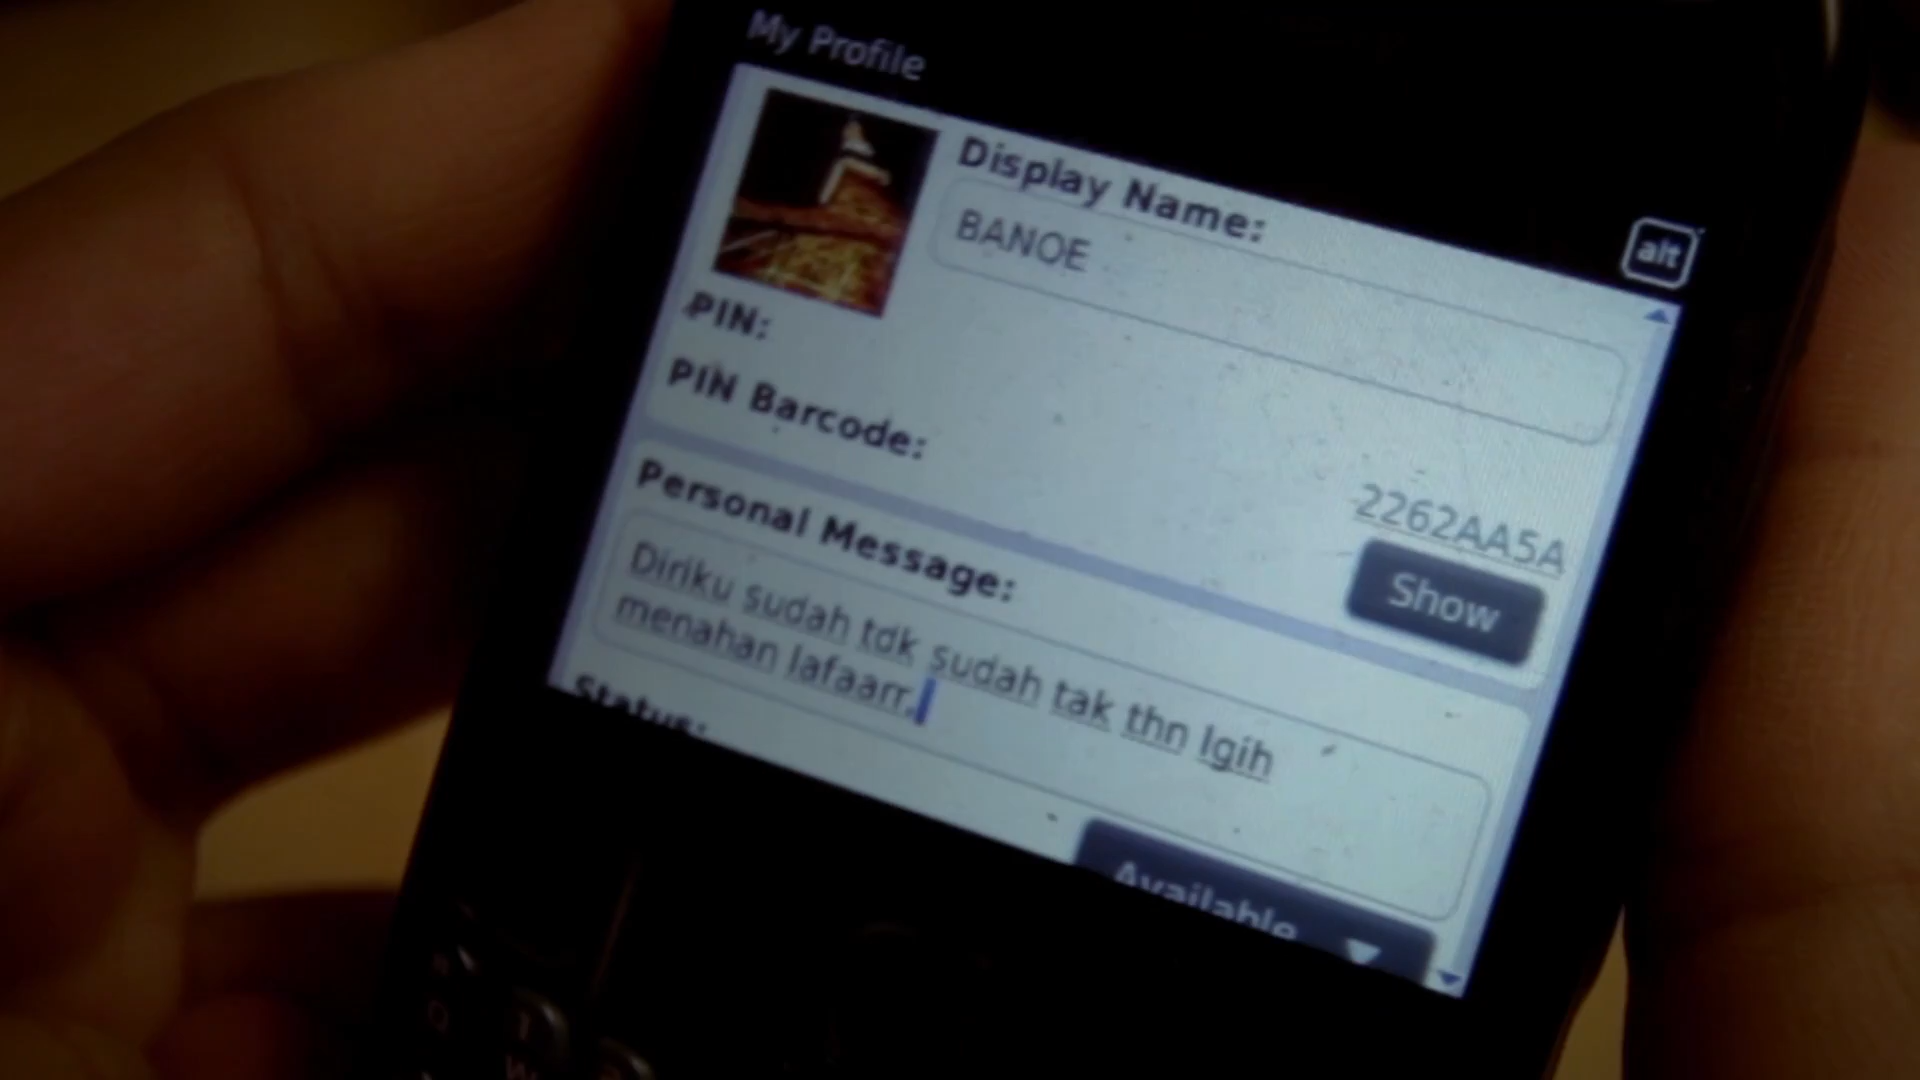 My Profile
Display Name:
BANOE
alt
PIN:
2262AA5A
PIN Barcode:
Show
Personal Message:
Diriku sudah tdk sudah tak thn lgih
menahan lafaarr.
Status:
Available
W